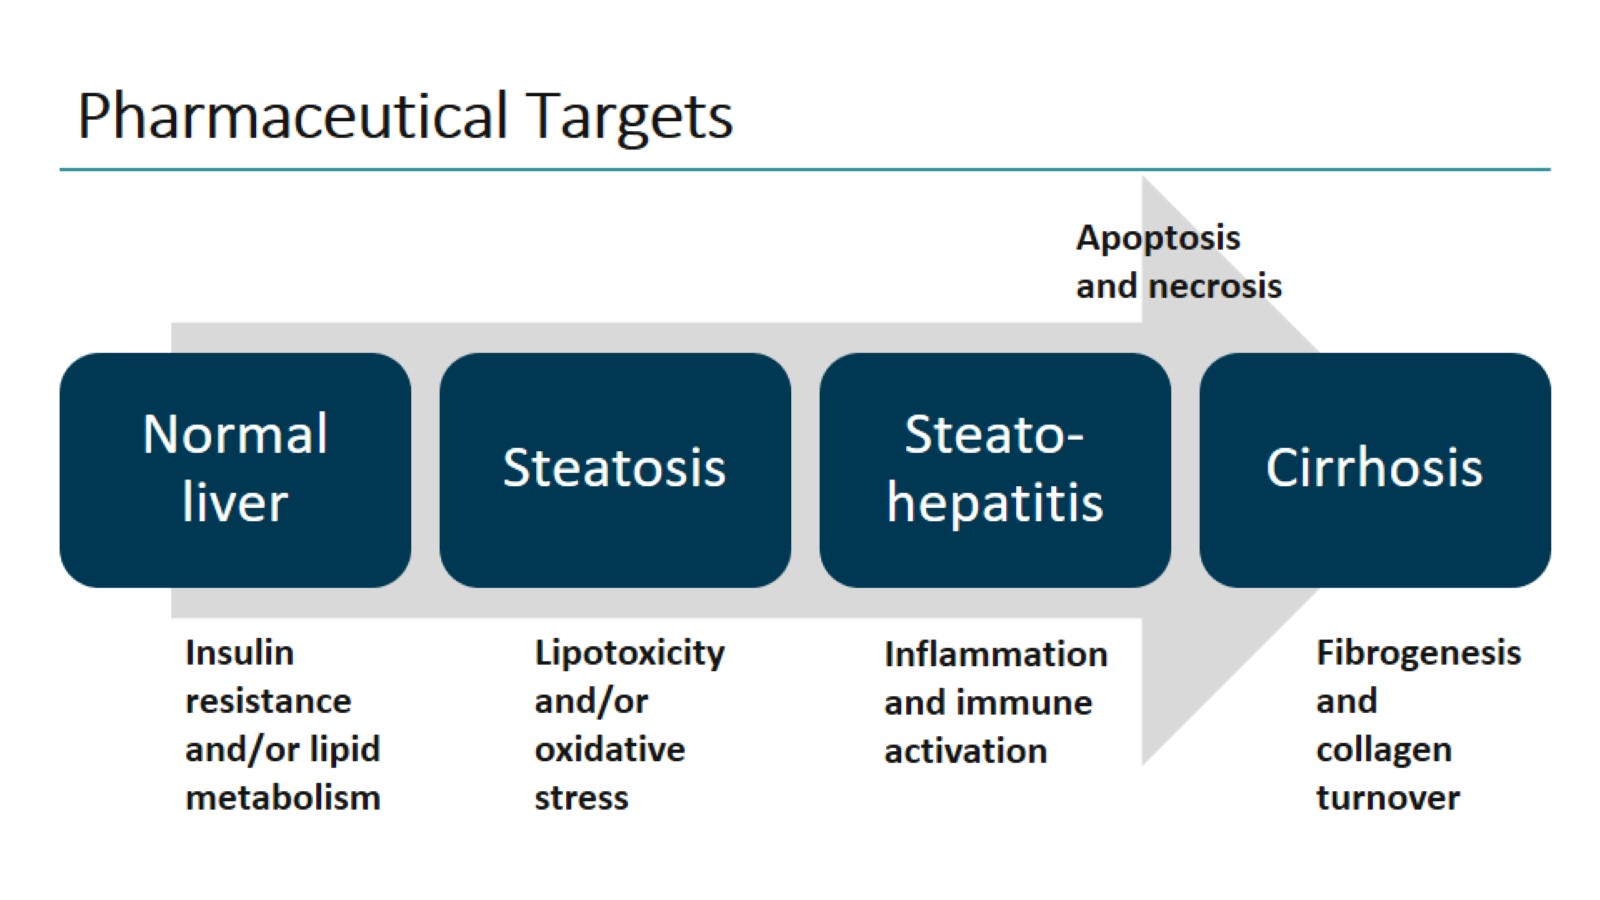 Pharmaceutical Targets
Apoptosis
and necrosis
Normal
liver
Steatosis
Steato-
hepatitis
Cirrhosis
Insulin
resistance
and/or lipid
metabolism
Lipotoxicity
and/or
oxidative
stress
Inflammation
and immune
activation
Fibrogenesis
and
collagen
turnover